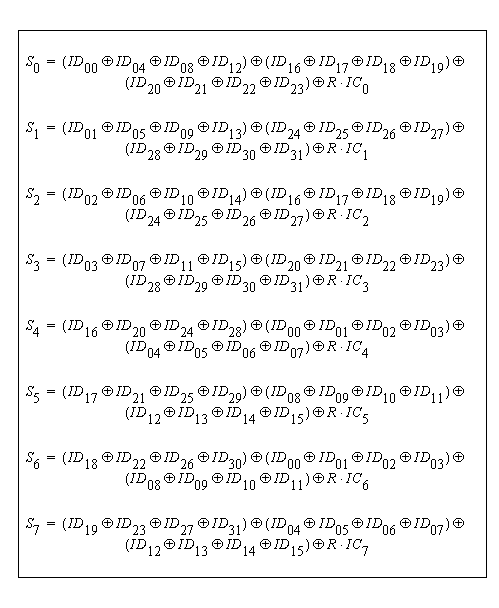 S₀ = (ID₀₀⊕ID₀₄⊕ID₀₈⊕ID₁₂)⊕(ID₁₆⊕ID₁₇⊕ID₁₈⊕ID₁₉)⊕
(ID₂₀⊕ID₂₁⊕ID₂₂⊕ID₂₃)⊕R·IC₀
S₁ = (ID₀₁⊕ID₀₅⊕ID₀₉⊕ID₁₃)⊕(ID₂₄⊕ID₂₅⊕ID₂₆⊕ID₂₇)⊕
(ID₂₈⊕ID₂₉⊕ID₃₀⊕ID₃₁)⊕R·IC₁
S₂ = (ID₀₂⊕ID₀₆⊕ID₁₀⊕ID₁₄)⊕(ID₁₆⊕ID₁₇⊕ID₁₈⊕ID₁₉)⊕
(ID₂₄⊕ID₂₅⊕ID₂₆⊕ID₂₇)⊕R·IC₂
S₃ = (ID₀₃⊕ID₀₇⊕ID₁₁⊕ID₁₅)⊕(ID₂₀⊕ID₂₁⊕ID₂₂⊕ID₂₃)⊕
(ID₂₈⊕ID₂₉⊕ID₃₀⊕ID₃₁)⊕R·IC₃
S₄ = (ID₁₆⊕ID₂₀⊕ID₂₄⊕ID₂₈)⊕(ID₀₀⊕ID₀₁⊕ID₀₂⊕ID₀₃)⊕
(ID₀₄⊕ID₀₅⊕ID₀₆⊕ID₀₇)⊕R·IC₄
S₅ = (ID₁₇⊕ID₂₁⊕ID₂₅⊕ID₂₉)⊕(ID₀₈⊕ID₀₉⊕ID₁₀⊕ID₁₁)⊕
(ID₁₂⊕ID₁₃⊕ID₁₄⊕ID₁₅)⊕R·IC₅
S₆ = (ID₁₈⊕ID₂₂⊕ID₂₆⊕ID₃₀)⊕(ID₀₀⊕ID₀₁⊕ID₀₂⊕ID₀₃)⊕
(ID₀₈⊕ID₀₉⊕ID₁₀⊕ID₁₁)⊕R·IC₆
S₇ = (ID₁₉⊕ID₂₃⊕ID₂₇⊕ID₃₁)⊕(ID₀₄⊕ID₀₅⊕ID₀₆⊕ID₀₇)⊕
(ID₁₂⊕ID₁₃⊕ID₁₄⊕ID₁₅)⊕R·IC₇